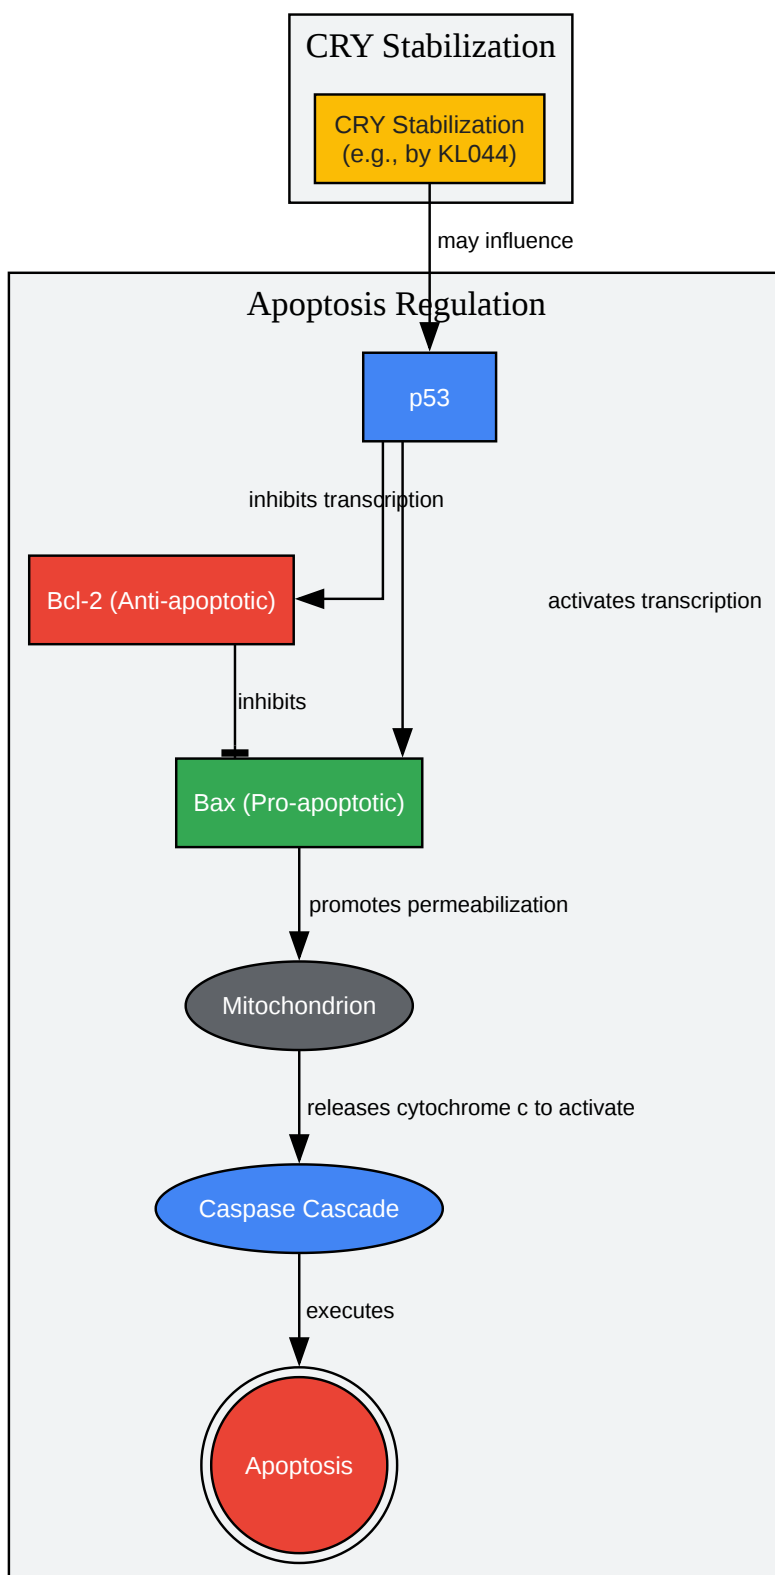 CRY Stabilization
CRY Stabilization
(e.g., by KL044)
may influence
Apoptosis Regulation
p53
inhibits transcription
Bcl-2 (Anti-apoptotic)
activates transcription
inhibits
Bax (Pro-apoptotic)
promotes permeabilization
Mitochondrion
releases cytochrome c to activate
Caspase Cascade
executes
Apoptosis